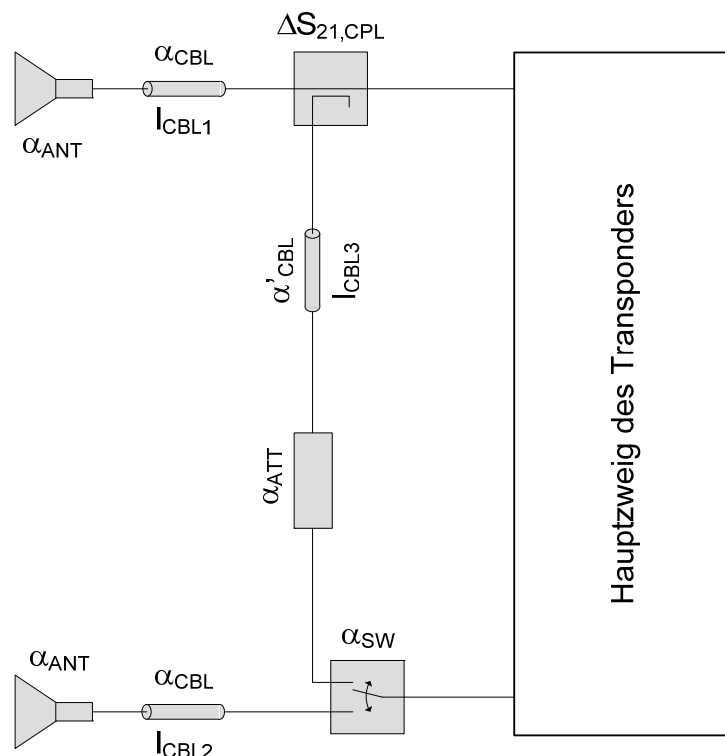 ΔS21,CPL
αCBL
lCBL1
αANT
α'CBL
lCBL3
Hauptzweig des Transponders
αATT
αSW
αANT
αCBL
lCBL2